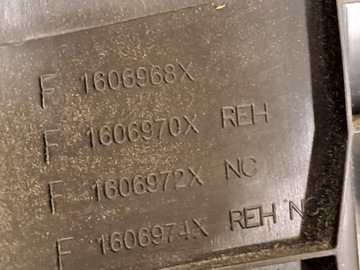 F 1606968X
F 1606970X REH
F 1606972X NC
F 1606974X REH NC